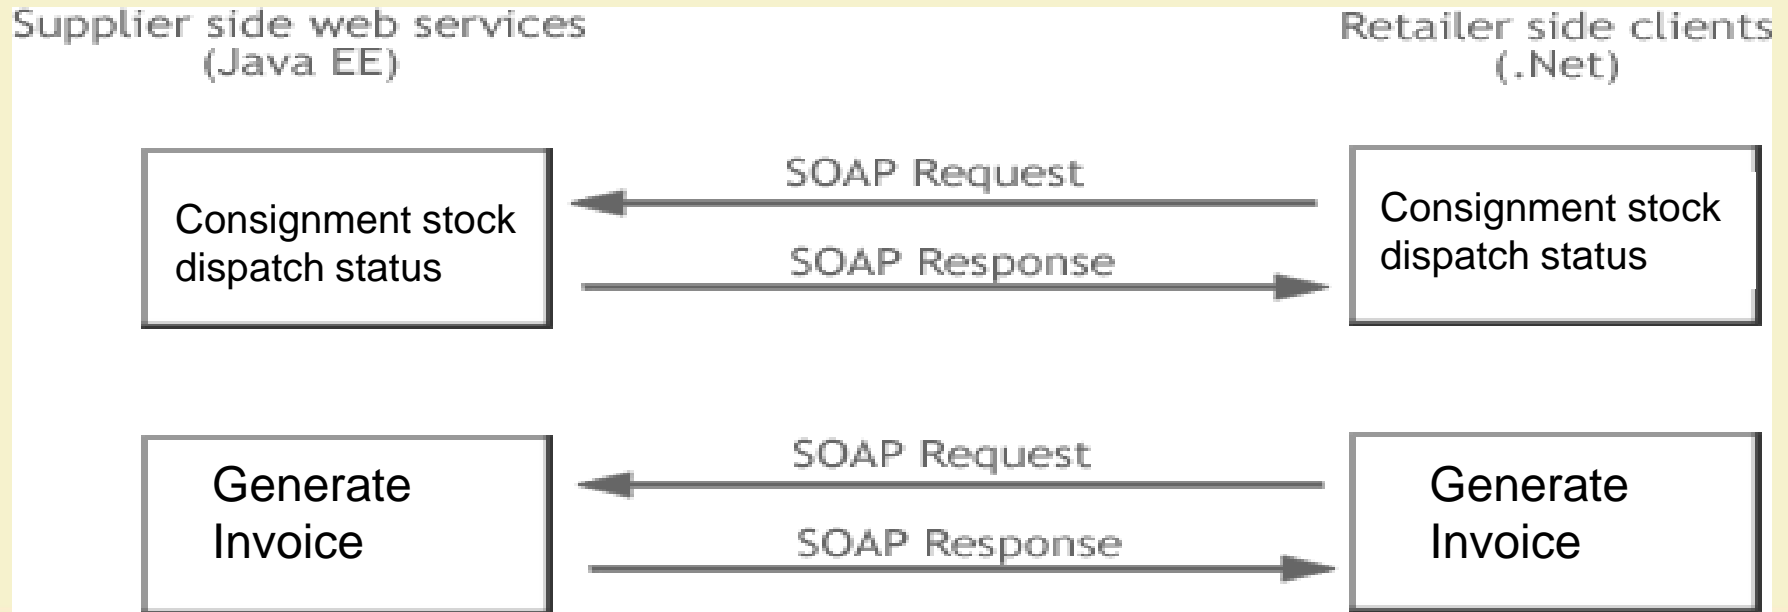 Supplier side web services
(Java EE)
Retailer side clients
(.Net)
Consignment stock
dispatch status
SOAP Request
SOAP Response
Consignment stock
dispatch status
Generate
Invoice
SOAP Request
SOAP Response
Generate
Invoice